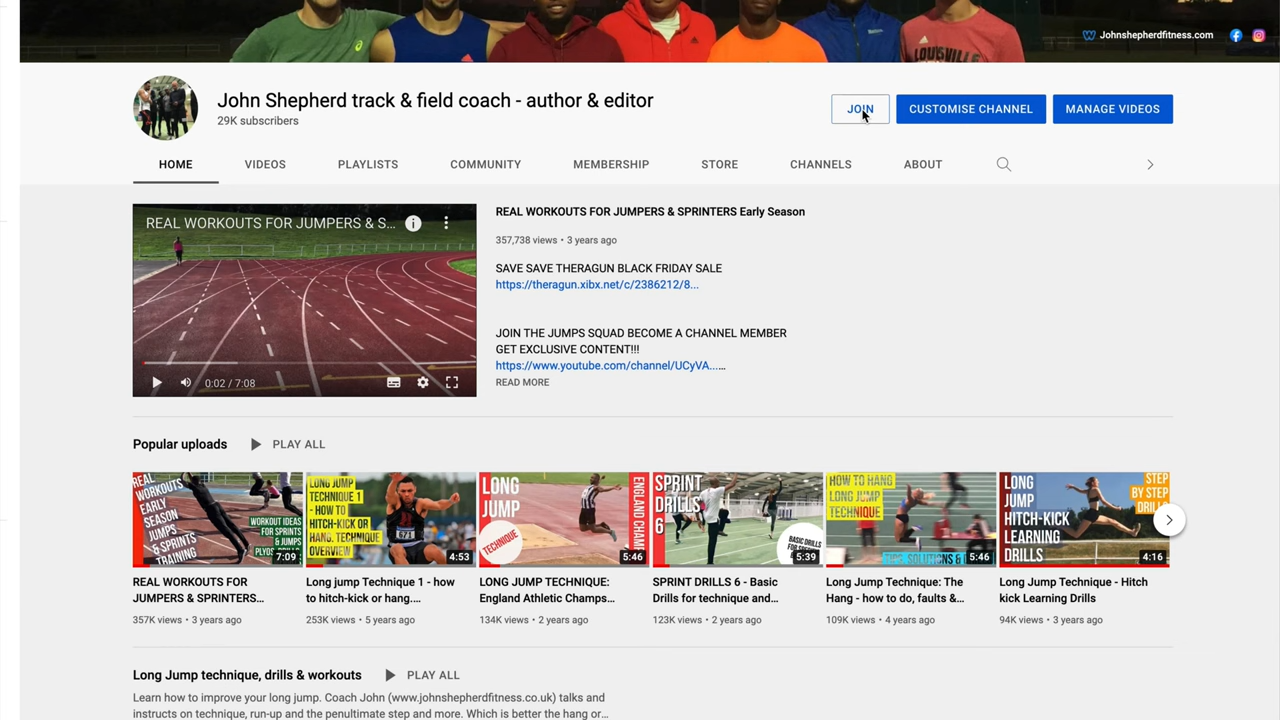 LOUISVILLE
Johnshepherdfitness.com
John Shepherd track & field coach - author & editor
29K subscribers
JOIN
CUSTOMISE CHANNEL
MANAGE VIDEOS
HOME
VIDEOS
PLAYLISTS
COMMUNITY
MEMBERSHIP
STORE
CHANNELS
ABOUT
REAL WORKOUTS FOR JUMPERS & S...
0:02 / 7:08
REAL WORKOUTS FOR JUMPERS & SPRINTERS Early Season
357,738 views • 3 years ago
SAVE SAVE THERAGUN BLACK FRIDAY SALE
https://theragun.xibx.net/c/2386212/8...
JOIN THE JUMPS SQUAD BECOME A CHANNEL MEMBER
GET EXCLUSIVE CONTENT!!!
https://www.youtube.com/channel/UCyVA......
READ MORE
Popular uploads
PLAY ALL
REAL
WORKOUTS
EARLY
SEASON
JUMPS
& SPRINTS
TRAINING
WORKOUT IDEAS
FOR SPRINTS
& JUMPS
7:09
REAL WORKOUTS FOR
JUMPERS & SPRINTERS...
357K views • 3 years ago
LONG JUMP
TECHNIQUE 1
- HOW TO
HITCH-KICK OR
HANG. TECHNIQUE
OVERVIEW
671
4:53
Long jump Technique 1 - how
to hitch-kick or hang....
253K views • 5 years ago
LONG
JUMP
TECHNIQUE
5:46
LONG JUMP TECHNIQUE:
England Athletic Champs...
134K views • 2 years ago
SPRINT
DRILLS
6
BASIC
DRILLS FOR
5:39
SPRINT DRILLS 6 - Basic
Drills for technique and...
123K views • 2 years ago
HOW TO HANG
LONG JUMP
TECHNIQUE
5:46
Long Jump Technique: The
Hang - how to do, faults &...
109K views • 4 years ago
LONG
JUMP
HITCH-KICK
LEARNING
DRILLS
STEP
BY STEP
4:16
Long Jump Technique - Hitch
kick Learning Drills
94K views • 3 years ago
Long Jump technique, drills & workouts
PLAY ALL
Learn how to improve your long jump. Coach John (www.johnshepherdfitness.co.uk) talks and
instructs on technique, run-up and the penultimate step and more. Which is better the hang or...